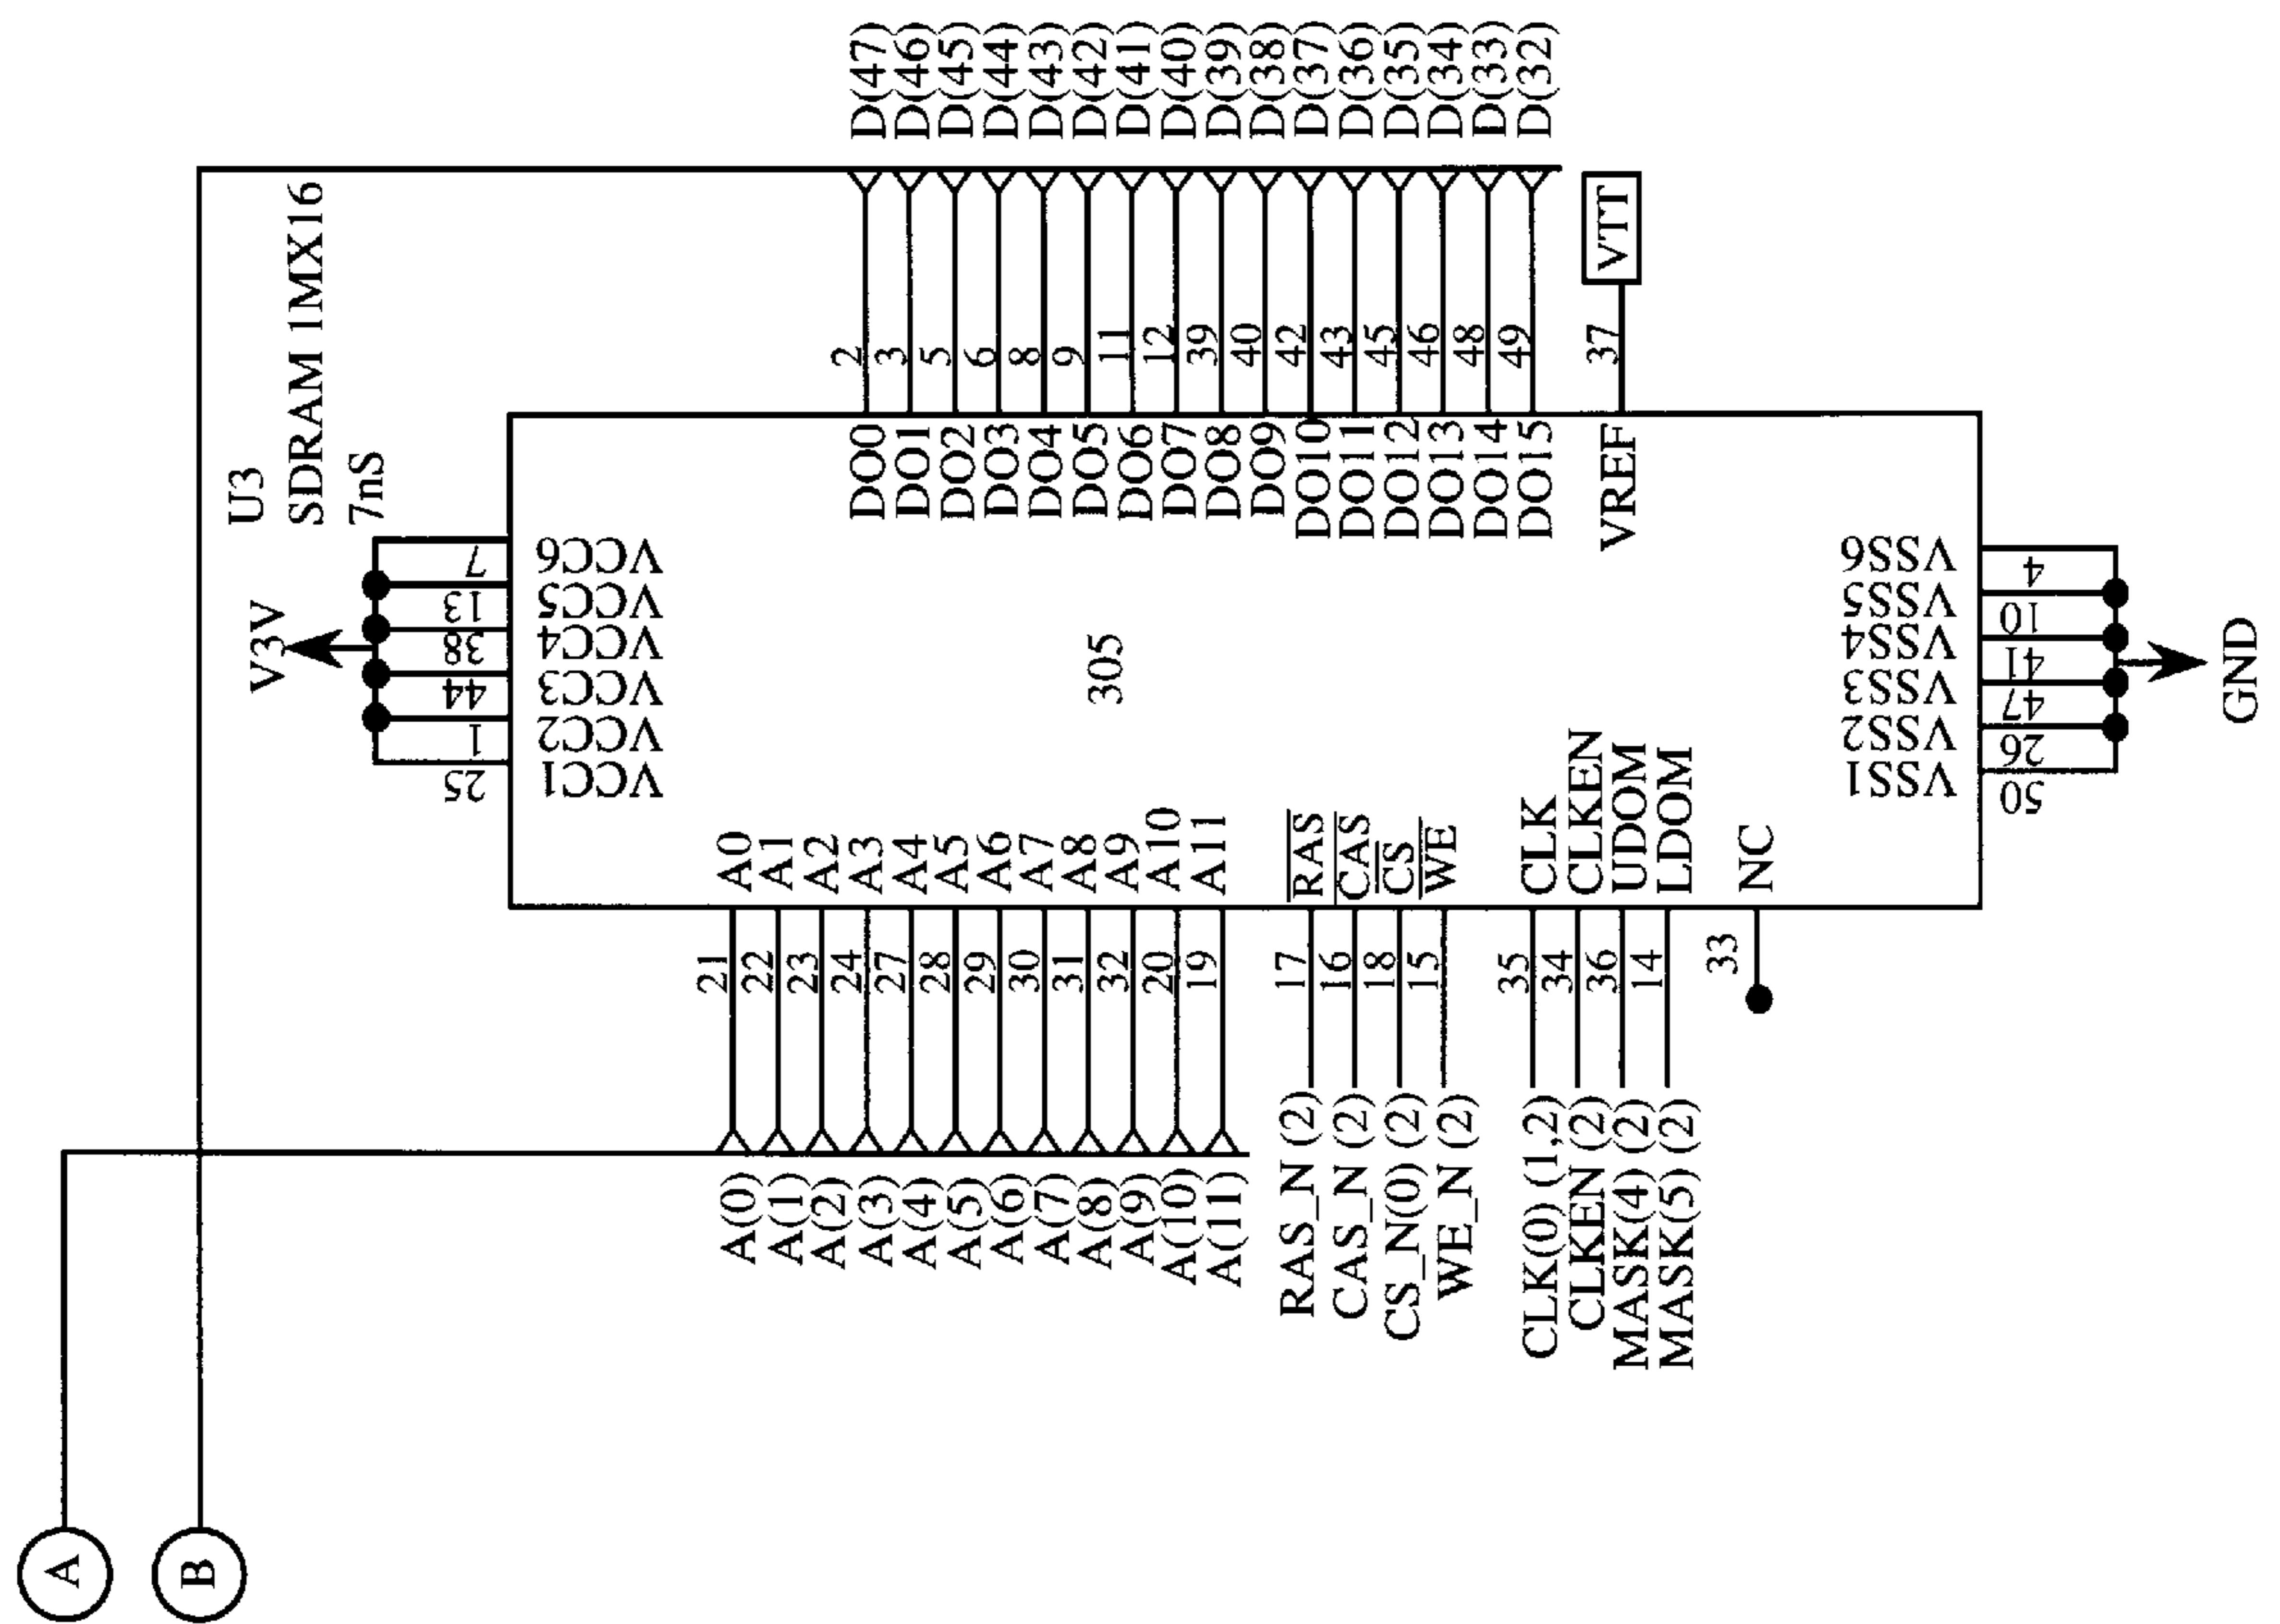 A
B
U3
SDRAM 1MX16
7nS
V3V
25 1 44 38 13 7
VCC1 VCC2 VCC3 VCC4 VCC5 VCC6
A(0) 21 A0
A(1) 22 A1
A(2) 23 A2
A(3) 24 A3
A(4) 27 A4
A(5) 28 A5
A(6) 29 A6
A(7) 30 A7
A(8) 31 A8
A(9) 32 A9
A(10) 20 A10
A(11) 19 A11
RAS_N (2) 17 RAS
CAS_N (2) 16 CAS
CS_N(0) (2) 18 CS
WE_N (2) 15 WE
CLK(0) (1,2) 35 CLK
CLKEN (2) 34 CLKEN
MASK(4) (2) 36 UDOM
MASK(5) (2) 14 LDOM
33 NC
305
DO0 2 D(47)
DO1 3 D(46)
DO2 5 D(45)
DO3 6 D(44)
DO4 8 D(43)
DO5 9 D(42)
DO6 11 D(41)
DO7 12 D(40)
DO8 39 D(39)
DO9 40 D(38)
DO10 42 D(37)
DO11 43 D(36)
DO12 45 D(35)
DO13 46 D(34)
DO14 48 D(33)
DO15 49 D(32)
VREF 37 VTT
VSS1 VSS2 VSS3 VSS4 VSS5 VSS6
50 26 47 41 10 4
GND